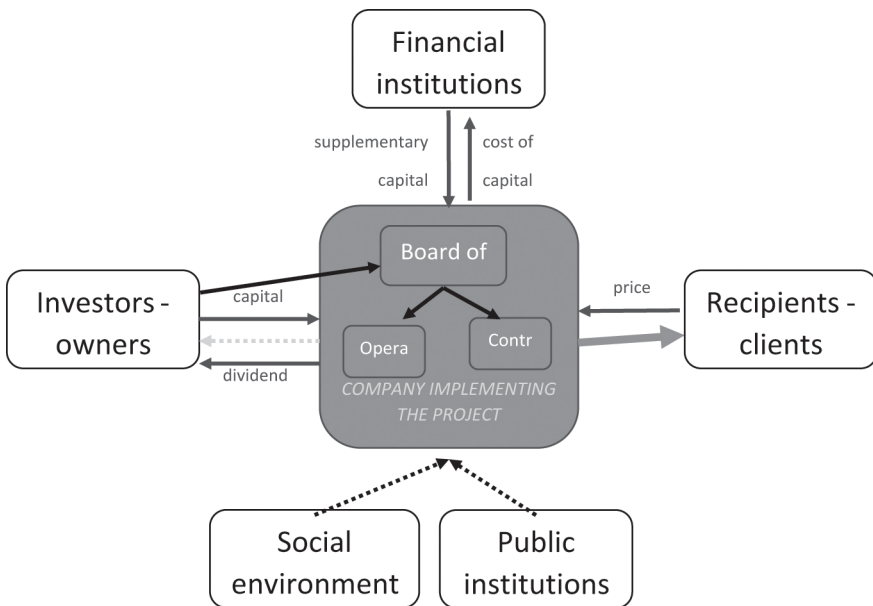 Financial
institutions
supplementary
capital
cost of
capital
Board of
Investors -
owners
capital
dividend
price
Recipients -
clients
Opera
Contr
COMPANY IMPLEMENTING
THE PROJECT
Social
environment
Public
institutions